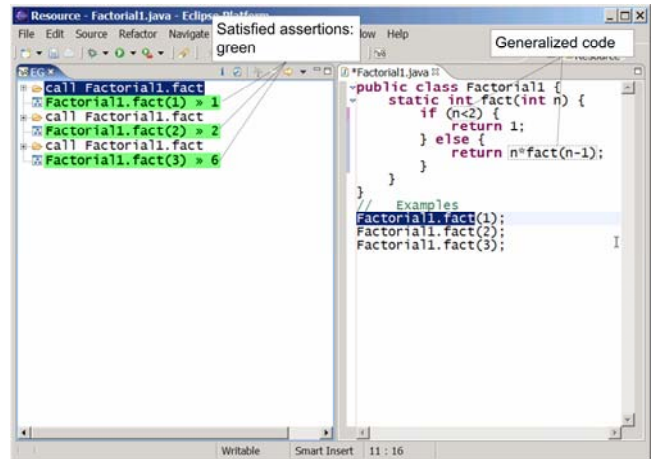 Resource - Factorial1.java - Eclipse Platform
File Edit Source Refactor Navigate
Help
Satisfied assertions:
green
Generalized code
Resource
EG
call Factorial1.fact
Factorial1.fact(1) » 1
call Factorial1.fact
Factorial1.fact(2) » 2
call Factorial1.fact
Factorial1.fact(3) » 6
*Factorial1.java
public class Factorial1 {
static int fact(int n) {
if (n<2) {
return 1;
} else {
return n*fact(n-1);
}
}
}
// Examples
Factorial1.fact(1);
Factorial1.fact(2);
Factorial1.fact(3);
Writable Smart Insert 11 : 16